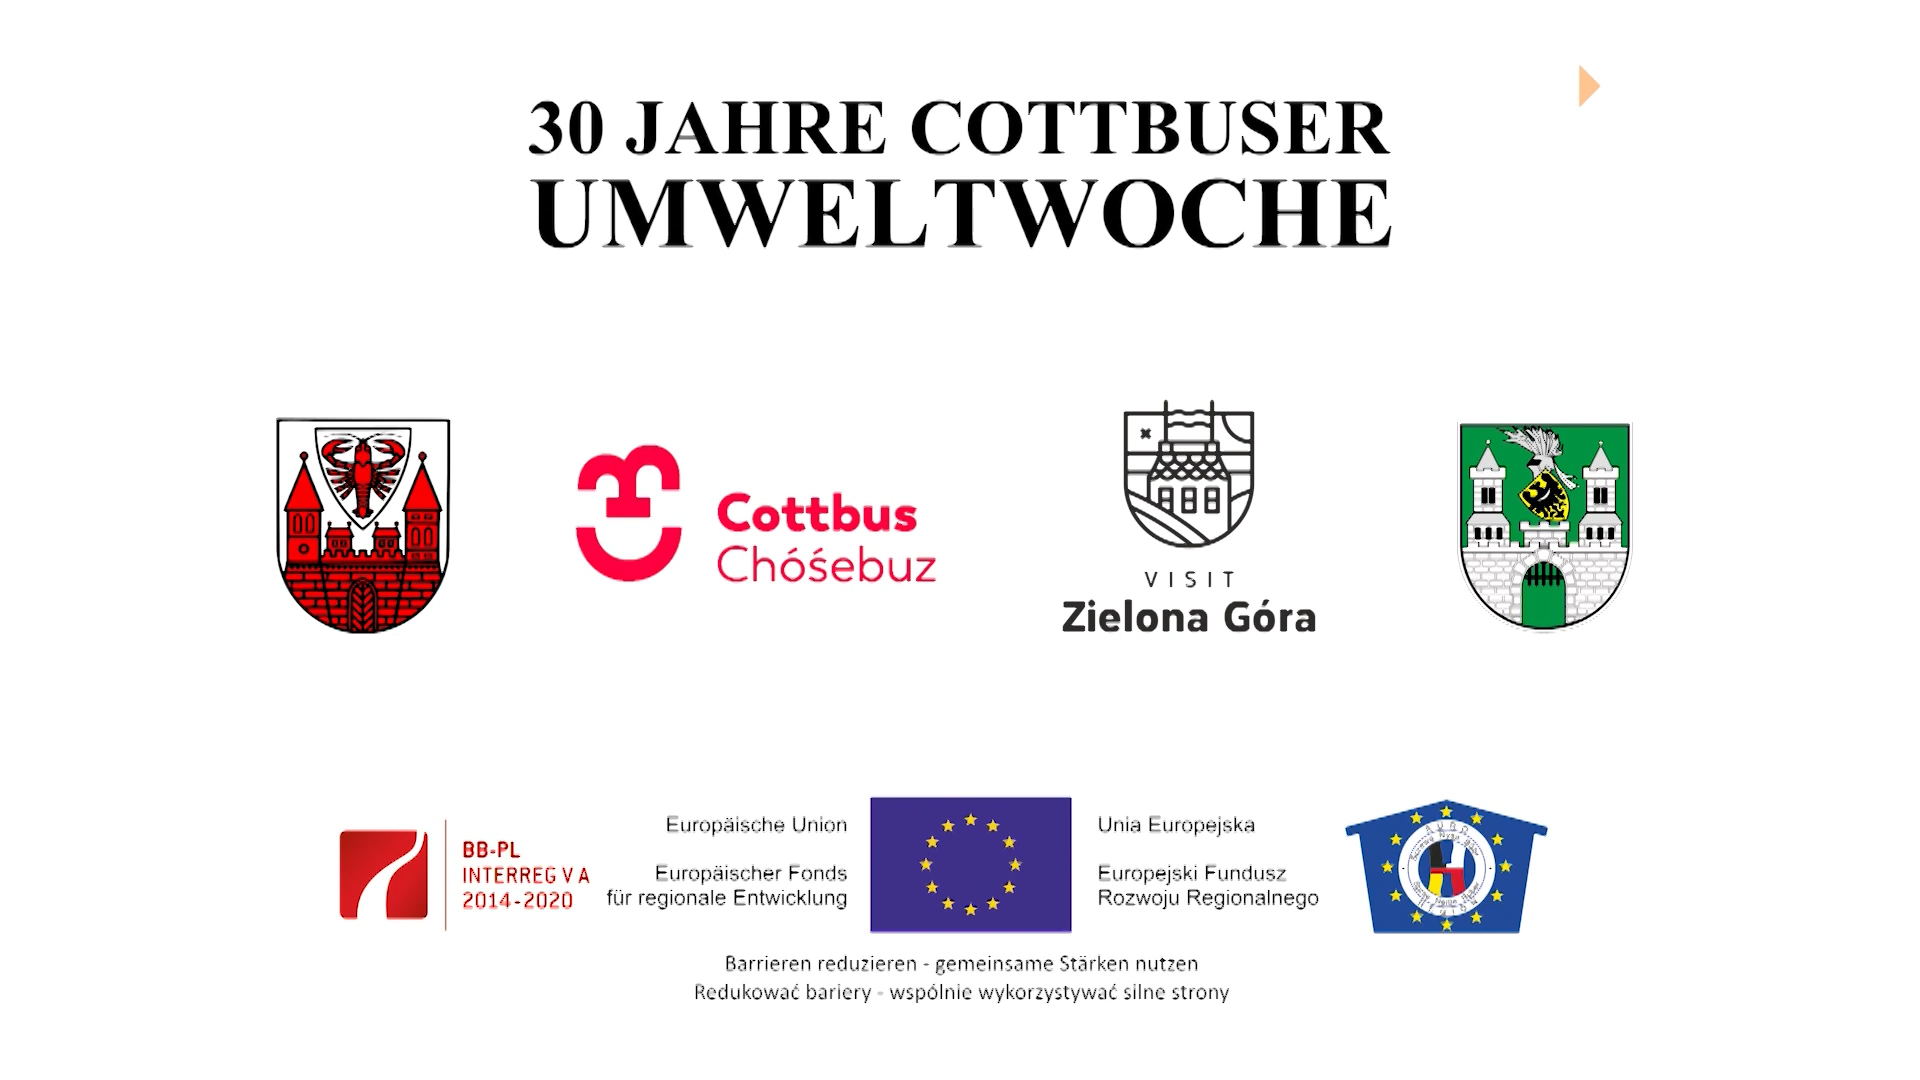 30 JAHRE COTTBUSER
UMWELTWOCHE
Cottbus
Chóśebuz
VISIT
Zielona Góra
BB-PL
INTERREG V A
2014-2020
Europäische Union
Europäischer Fonds
für regionale Entwicklung
Unia Europejska
Europejski Fundusz
Rozwoju Regionalnego
Barrieren reduzieren - gemeinsame Stärken nutzen
Redukować bariery - wspólnie wykorzystywać silne strony